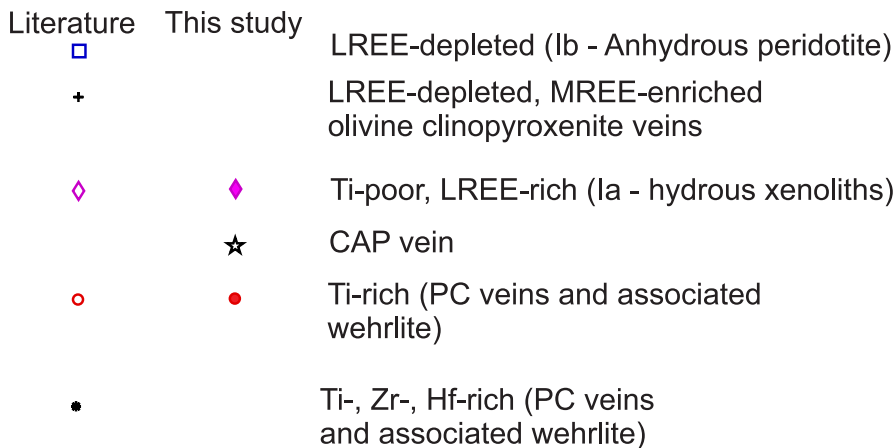 Literature This study
LREE-depleted (Ib - Anhydrous peridotite)
LREE-depleted, MREE-enriched
olivine clinopyroxenite veins
Ti-poor, LREE-rich (Ia - hydrous xenoliths)
CAP vein
Ti-rich (PC veins and associated
wehrlite)
Ti-, Zr-, Hf-rich (PC veins
and associated wehrlite)